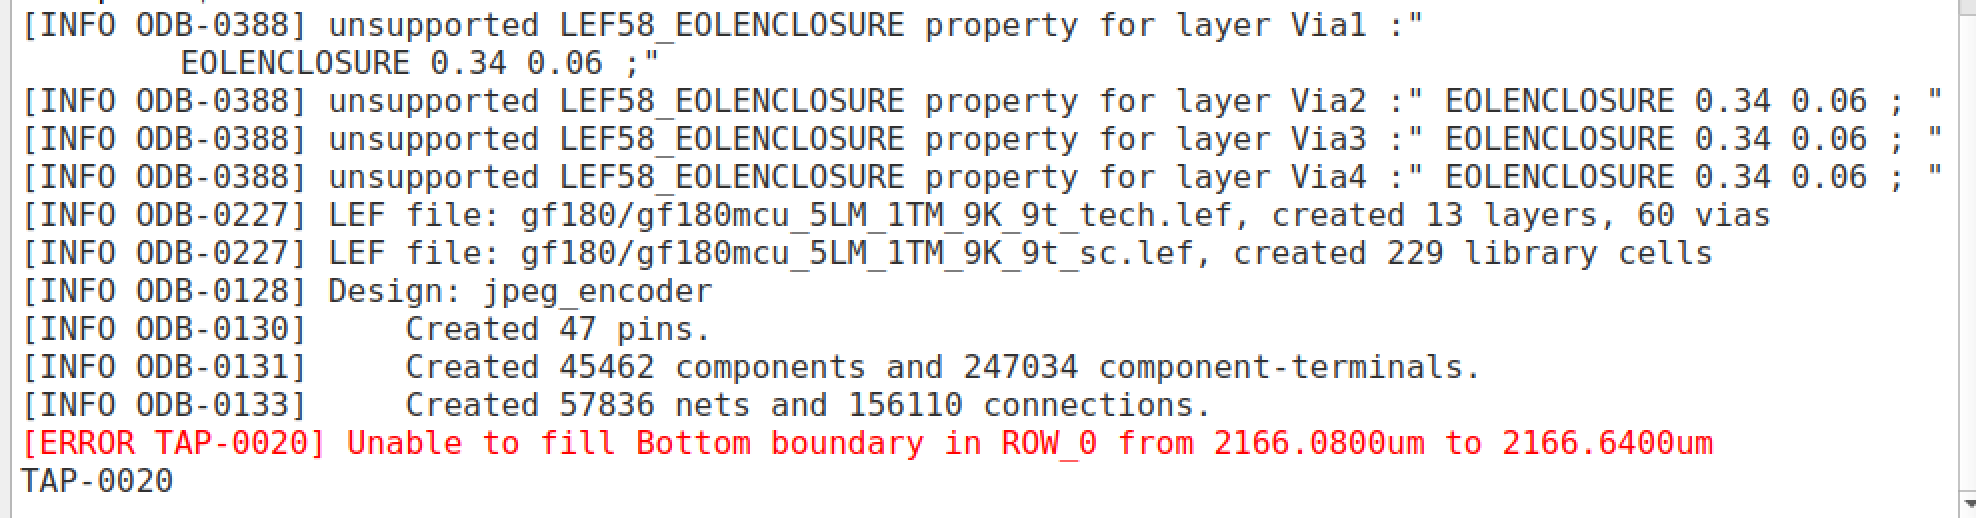 [INFO ODB-0388] unsupported LEF58_EOLENCLOSURE property for layer Via1 :"
EOLENCLOSURE 0.34 0.06 ;"
[INFO ODB-0388] unsupported LEF58_EOLENCLOSURE property for layer Via2 :" EOLENCLOSURE 0.34 0.06 ; "
[INFO ODB-0388] unsupported LEF58_EOLENCLOSURE property for layer Via3 :" EOLENCLOSURE 0.34 0.06 ; "
[INFO ODB-0388] unsupported LEF58_EOLENCLOSURE property for layer Via4 :" EOLENCLOSURE 0.34 0.06 ; "
[INFO ODB-0227] LEF file: gf180/gf180mcu_5LM_1TM_9K_9t_tech.lef, created 13 layers, 60 vias
[INFO ODB-0227] LEF file: gf180/gf180mcu_5LM_1TM_9K_9t_sc.lef, created 229 library cells
[INFO ODB-0128] Design: jpeg_encoder
[INFO ODB-0130]     Created 47 pins.
[INFO ODB-0131]     Created 45462 components and 247034 component-terminals.
[INFO ODB-0133]     Created 57836 nets and 156110 connections.
[ERROR TAP-0020] Unable to fill Bottom boundary in ROW_0 from 2166.0800um to 2166.6400um
TAP-0020